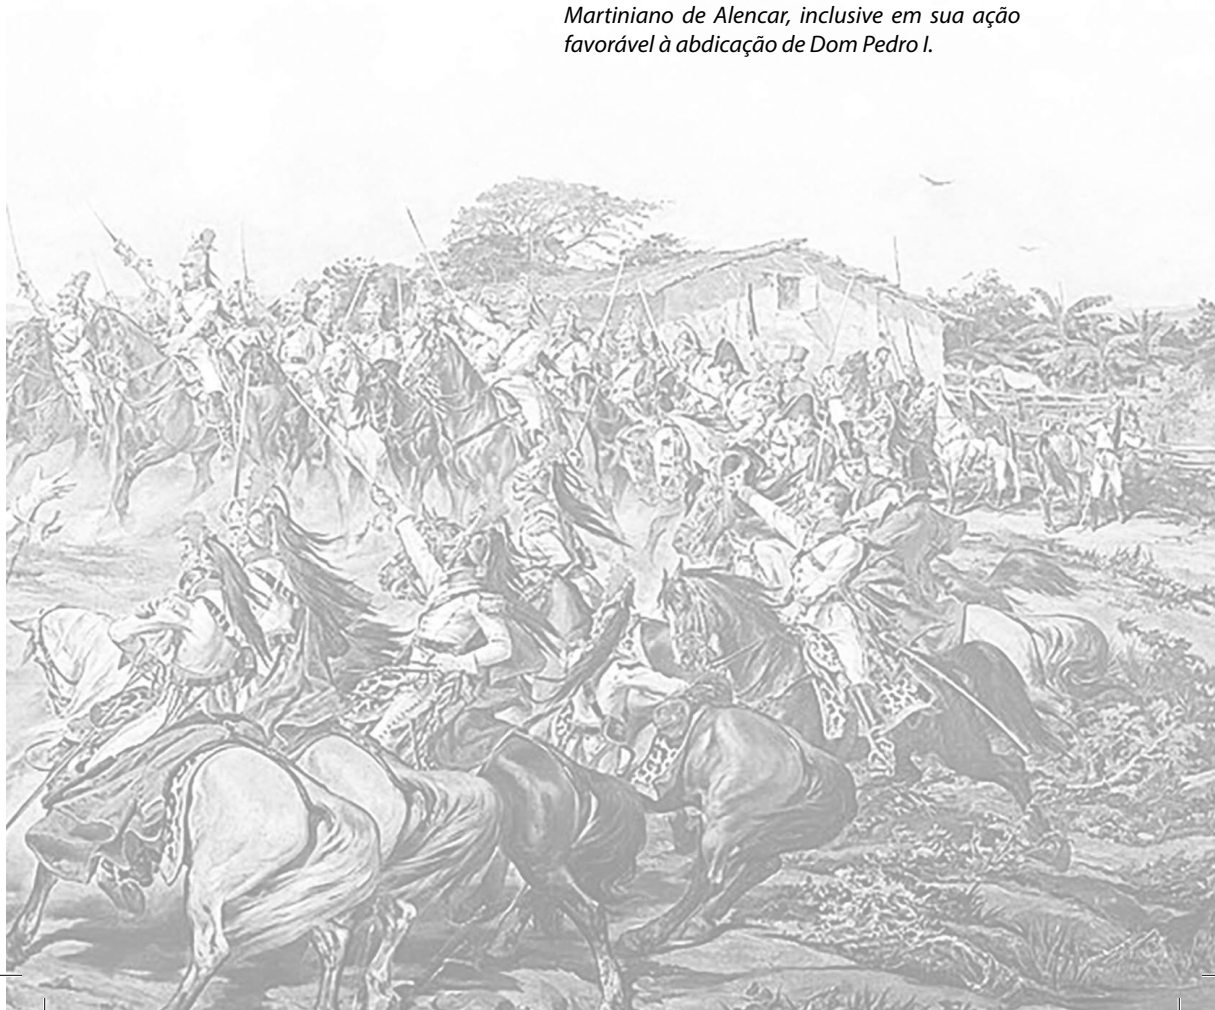 Martiniano de Alencar, inclusive em sua ação
favorável à abdicação de Dom Pedro I.